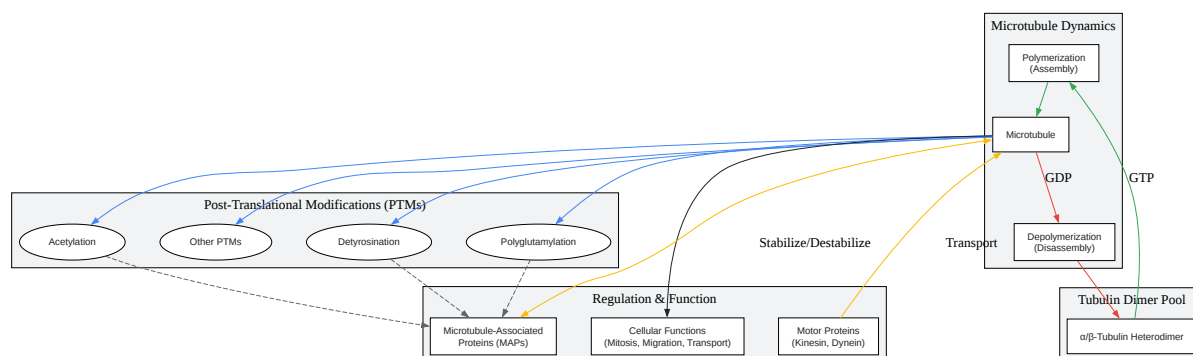 Microtubule Dynamics
Polymerization
(Assembly)
Microtubule
GDP
GTP
Post-Translational Modifications (PTMs)
Acetylation
Other PTMs
Detyrosination
Polyglutamylation
Stabilize/Destabilize
Transport
Depolymerization
(Disassembly)
Regulation & Function
Tubulin Dimer Pool
Microtubule-Associated
Proteins (MAPs)
Cellular Functions
(Mitosis, Migration, Transport)
Motor Proteins
(Kinesin, Dynein)
α/β-Tubulin Heterodimer